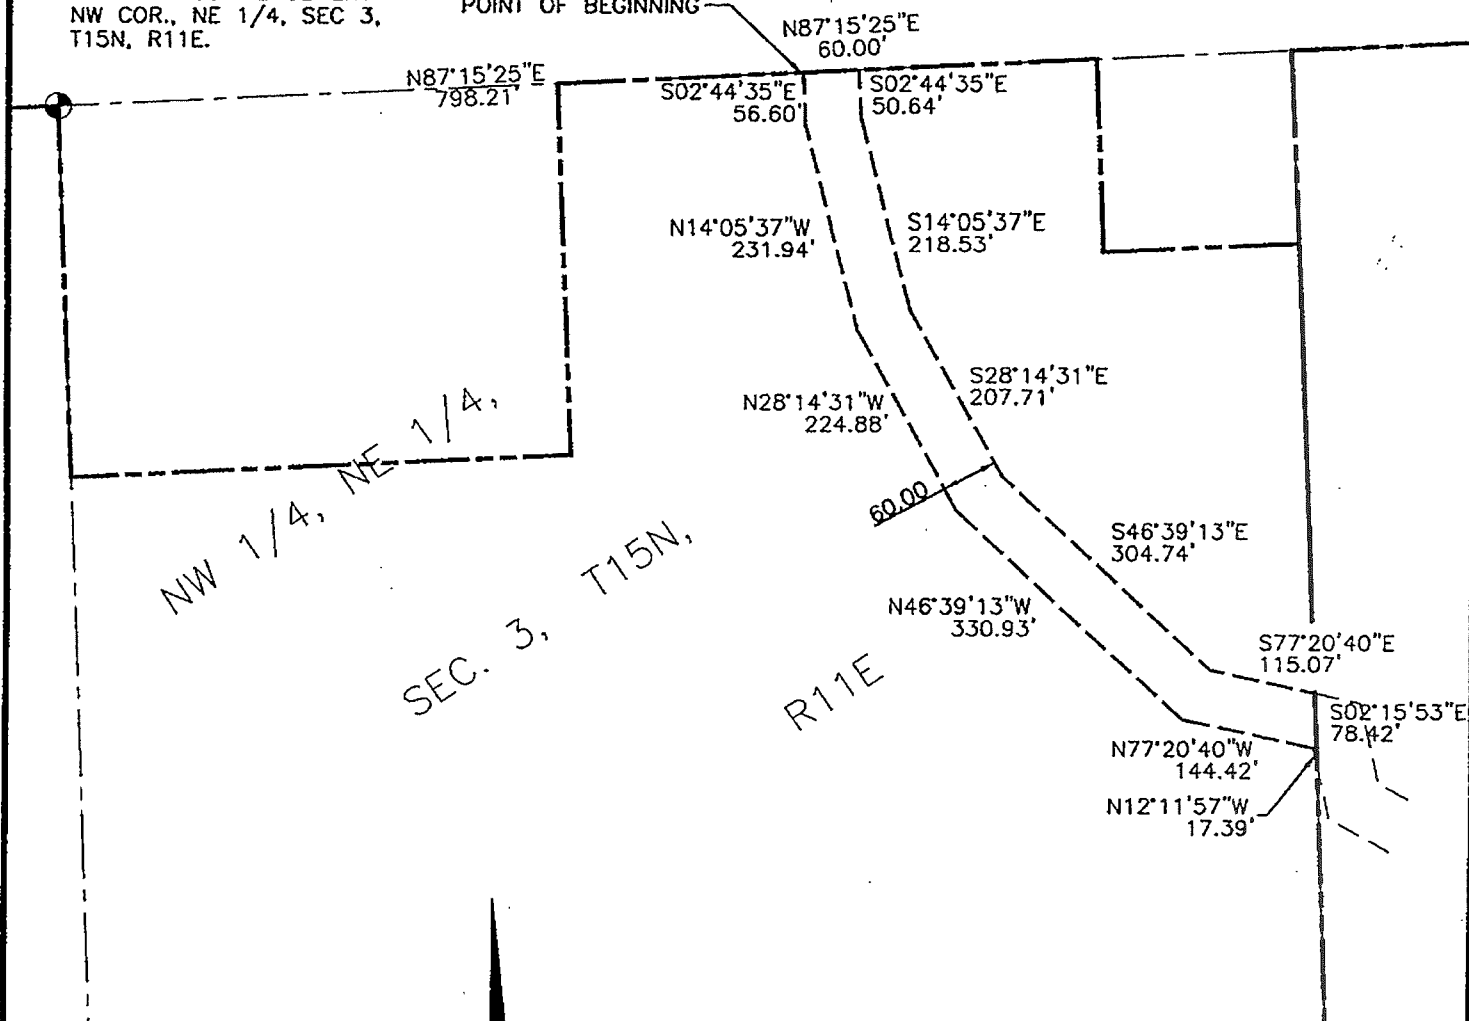 NW COR., NE 1/4, SEC 3,
T15N, R11E.
POINT OF BEGINNING
N87°15'25"E
60.00'
N87°15'25"E
798.21'
S02°44'35"E
56.60'
S02°44'35"E
50.64'
N14°05'37"W
231.94'
S14°05'37"E
218.53'
N28°14'31"W
224.88'
S28°14'31"E
207.71'
60.00
NW 1/4, NE 1/4,
SEC. 3, T15N,
R11E
S46°39'13"E
304.74'
N46°39'13"W
330.93'
S77°20'40"E
115.07'
S02°15'53"E
78.42'
N77°20'40"W
144.42'
N12°11'57"W
17.39'